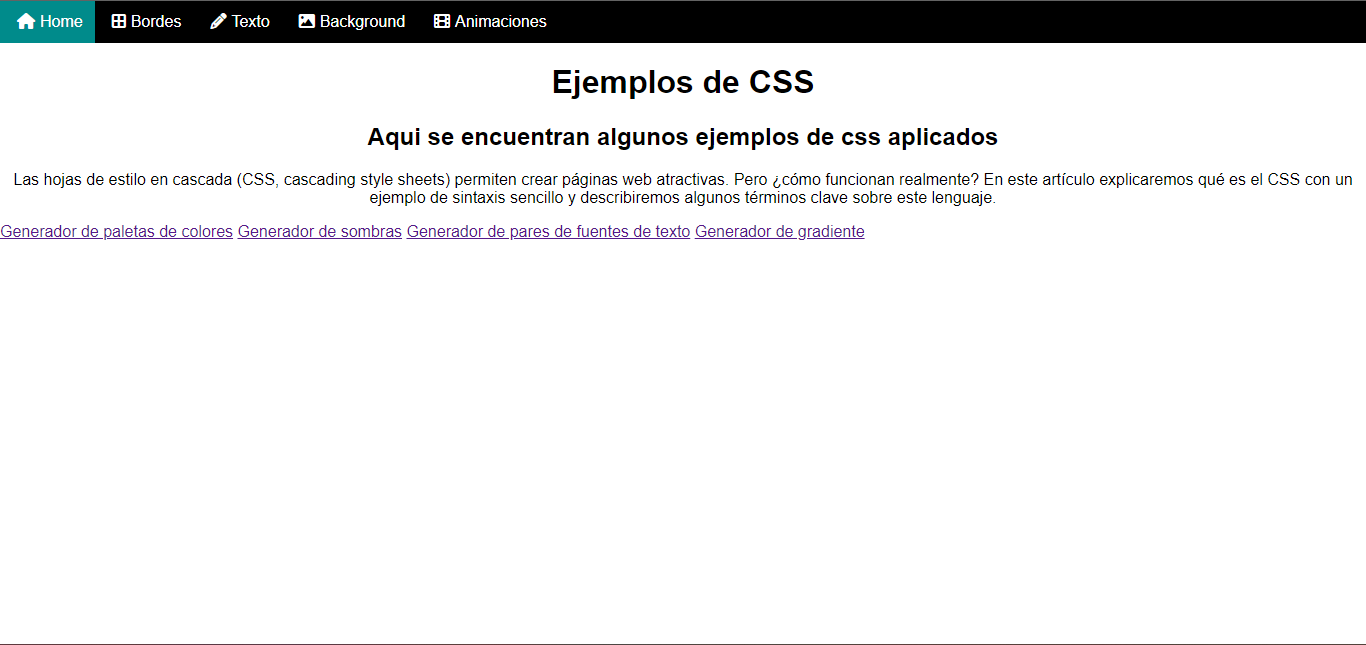 Home Bordes Texto Background Animaciones
Ejemplos de CSS
Aqui se encuentran algunos ejemplos de css aplicados
Las hojas de estilo en cascada (CSS, cascading style sheets) permiten crear páginas web atractivas. Pero ¿cómo funcionan realmente? En este artículo explicaremos qué es el CSS con un
ejemplo de sintaxis sencillo y describiremos algunos términos clave sobre este lenguaje.
Generador de paletas de colores Generador de sombras Generador de pares de fuentes de texto Generador de gradiente